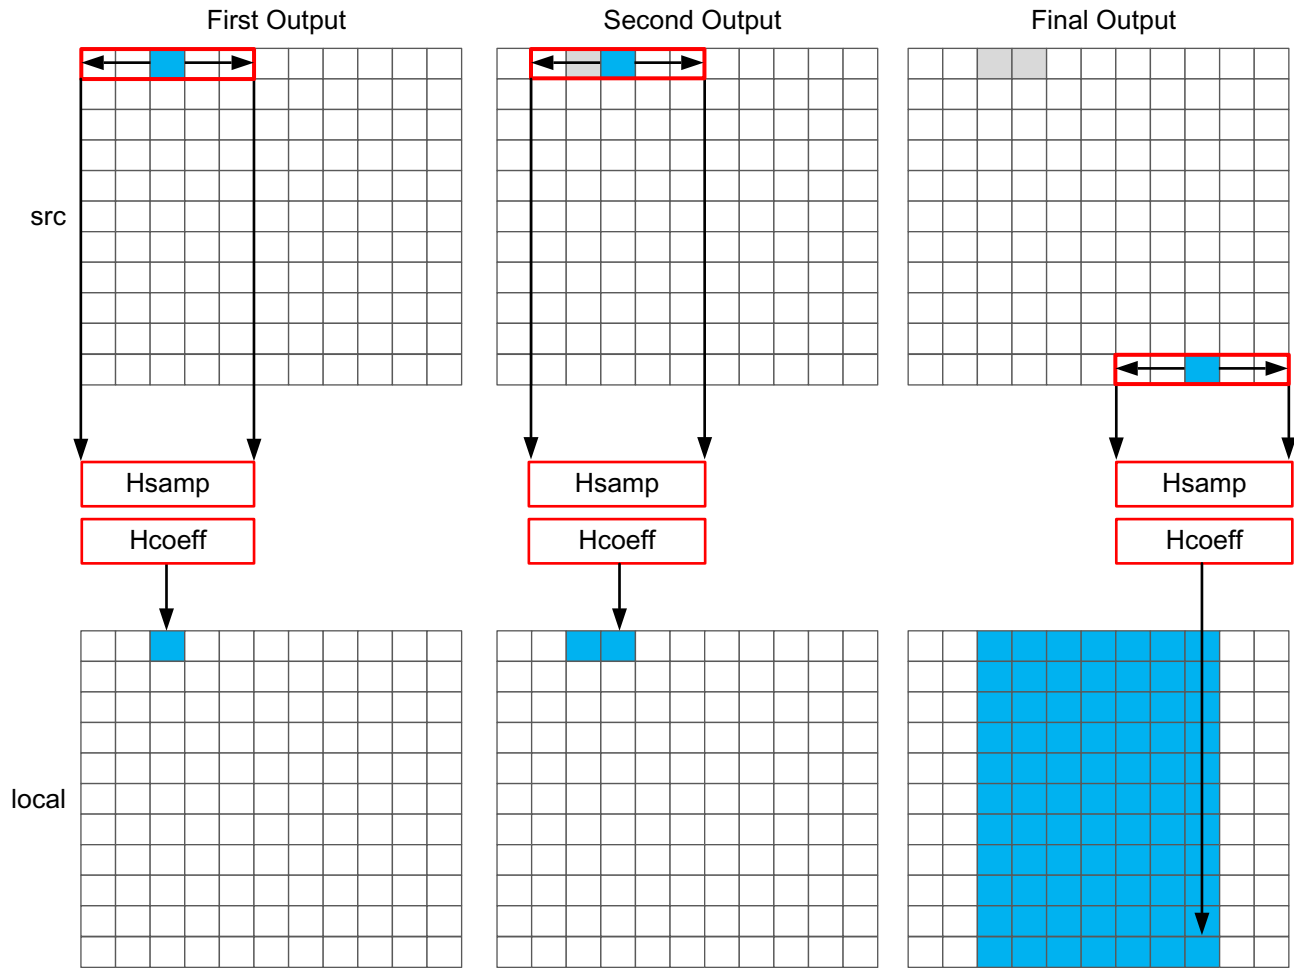 First Output
Second Output
Final Output
src
Hsamp
Hsamp
Hsamp
Hcoeff
Hcoeff
Hcoeff
local